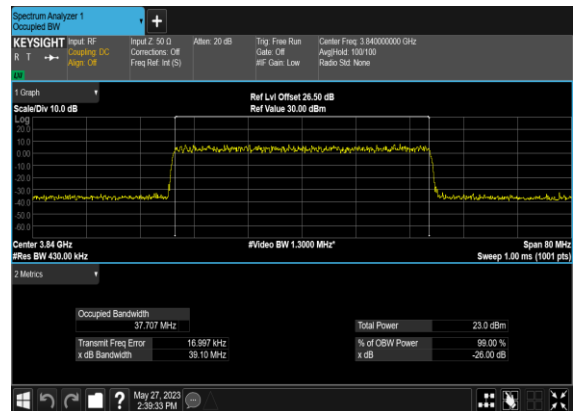 Spectrum Analyzer 1
Occupied BW
KEYSIGHT Input: RF Input Z: 50 Ω Atten: 20 dB Trig: Free Run Center Freq: 3.840000000 GHz
R T Coupling: DC Corrections: Off Gate: Off Avg|Hold: 100/100
Align: Off Freq Ref: Int (S) #IF Gain: Low Radio Std: None
1 Graph
Ref Lvl Offset 26.50 dB
Scale/Div 10.0 dB Ref Value 30.00 dBm
Log
20.0
10.0
0.00
-10.0
-20.0
-30.0
-40.0
-50.0
-60.0
Center 3.84 GHz #Video BW 1.3000 MHz* Span 80 MHz
#Res BW 430.00 kHz Sweep 1.00 ms (1001 pts)
2 Metrics
Occupied Bandwidth
37.707 MHz Total Power 23.0 dBm
Transmit Freq Error 16.997 kHz % of OBW Power 99.00 %
x dB Bandwidth 39.10 MHz x dB -26.00 dB
? May 27, 2023
2:39:33 PM